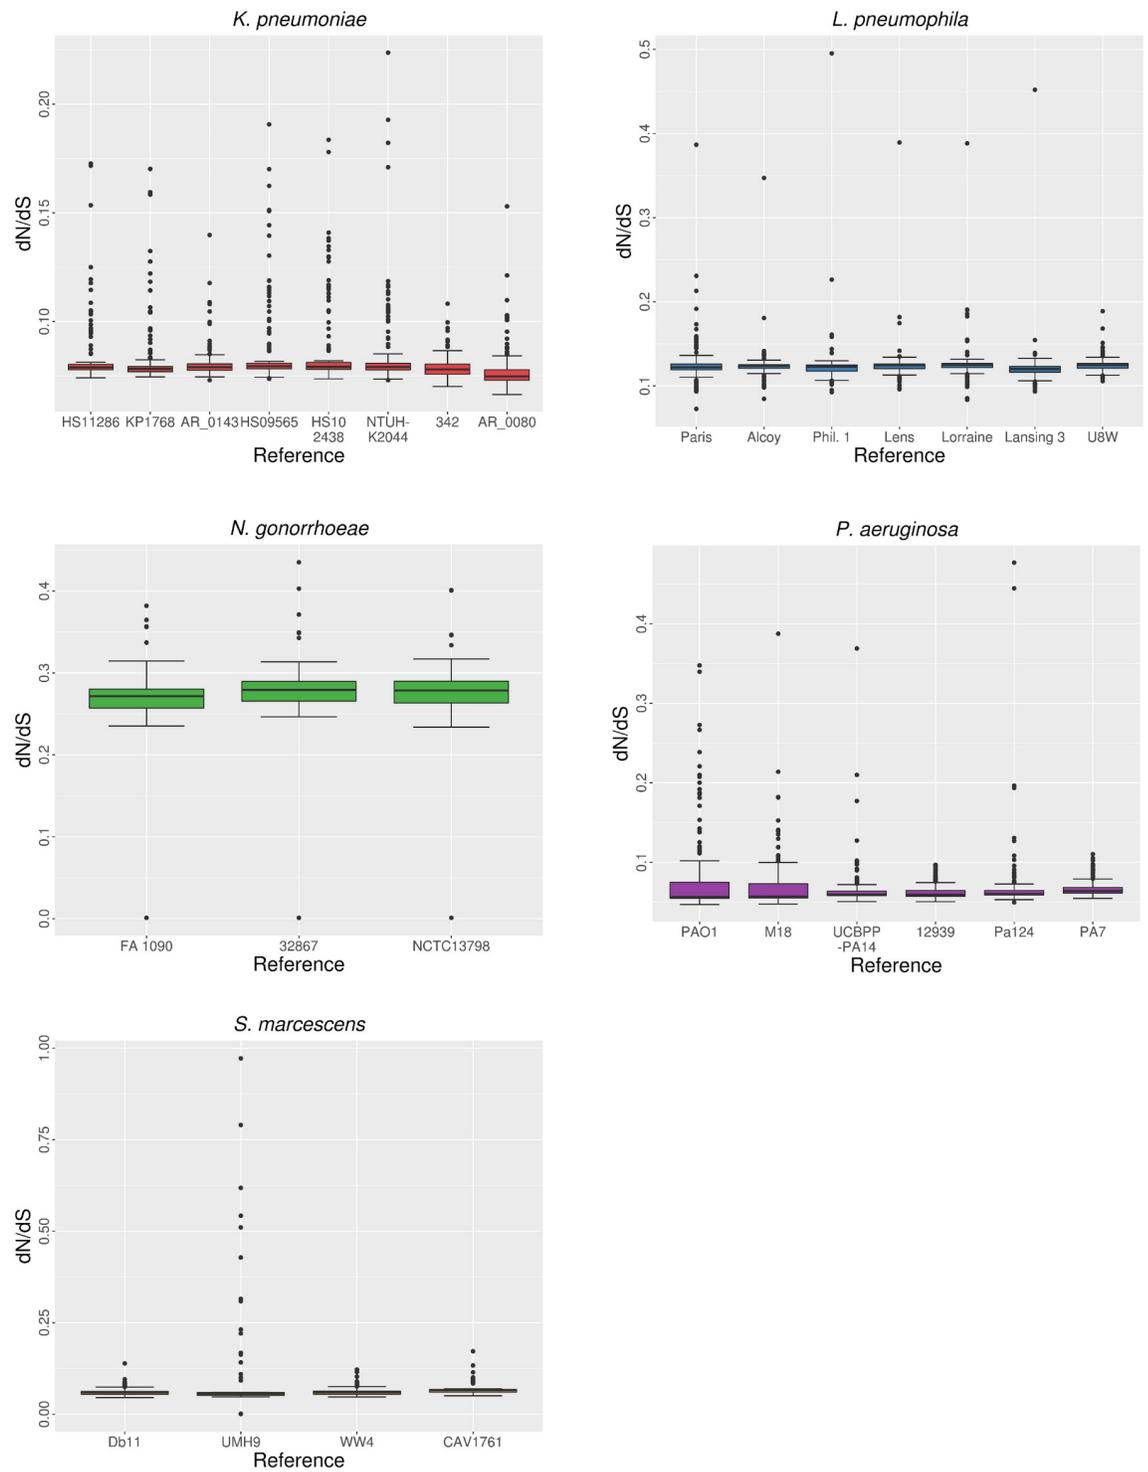 K. pneumoniae
0.20
0.15
0.10
dN/dS
HS11286 KP1768 AR_0143 HS09565 HS10 2438 NTUH-K2044 342 AR_0080
Reference
L. pneumophila
0.5
0.4
0.3
0.2
0.1
dN/dS
Paris Alcoy Phil. 1 Lens Lorraine Lansing 3 U8W
Reference
N. gonorrhoeae
0.4
0.3
0.2
0.1
0.0
dN/dS
FA 1090 32867 NCTC13798
Reference
P. aeruginosa
0.4
0.3
0.2
0.1
dN/dS
PAO1 M18 UCBPP-PA14 12939 Pa124 PA7
Reference
S. marcescens
1.00
0.75
0.50
0.25
0.00
dN/dS
Db11 UMH9 WW4 CAV1761
Reference